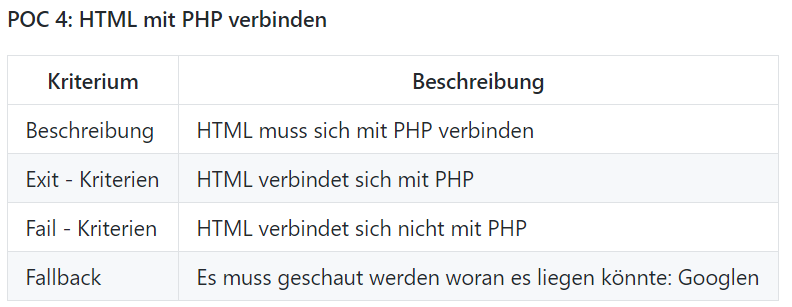 POC 4: HTML mit PHP verbinden
Kriterium Beschreibung
Beschreibung HTML muss sich mit PHP verbinden
Exit - Kriterien HTML verbindet sich mit PHP
Fail - Kriterien HTML verbindet sich nicht mit PHP
Fallback Es muss geschaut werden woran es liegen könnte: Googlen